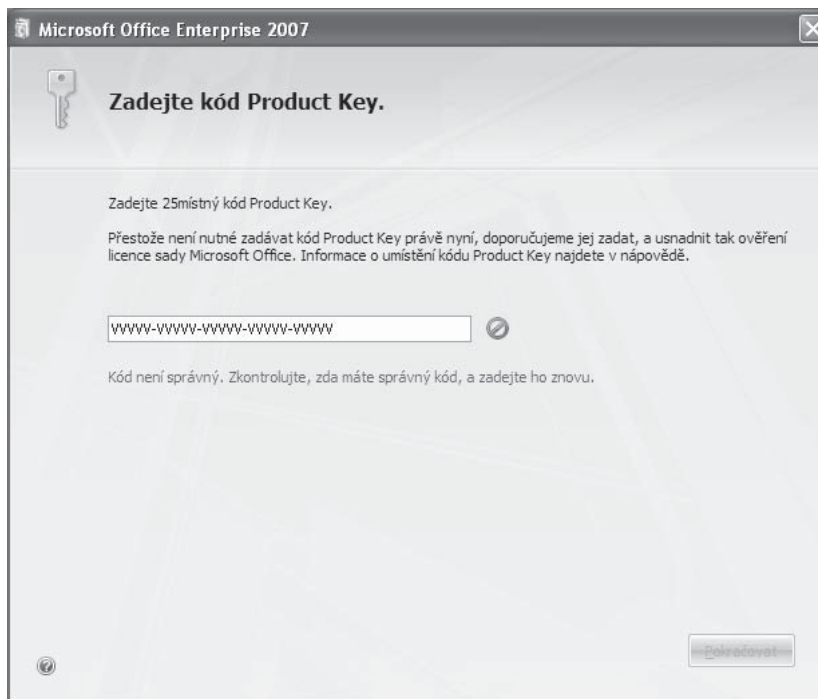 Microsoft Office Enterprise 2007
Zadejte kód Product Key.
Zadejte 25místný kód Product Key.
Přestože není nutné zadávat kód Product Key právě nyní, doporučujeme jej zadat, a usnadnit tak ověření
licence sady Microsoft Office. Informace o umístění kódu Product Key najdete v nápovědě.
VVVVV-VVVVV-VVVVV-VVVVV-VVVVV
Kód není správný. Zkontrolujte, zda máte správný kód, a zadejte ho znovu.
Pokračovat